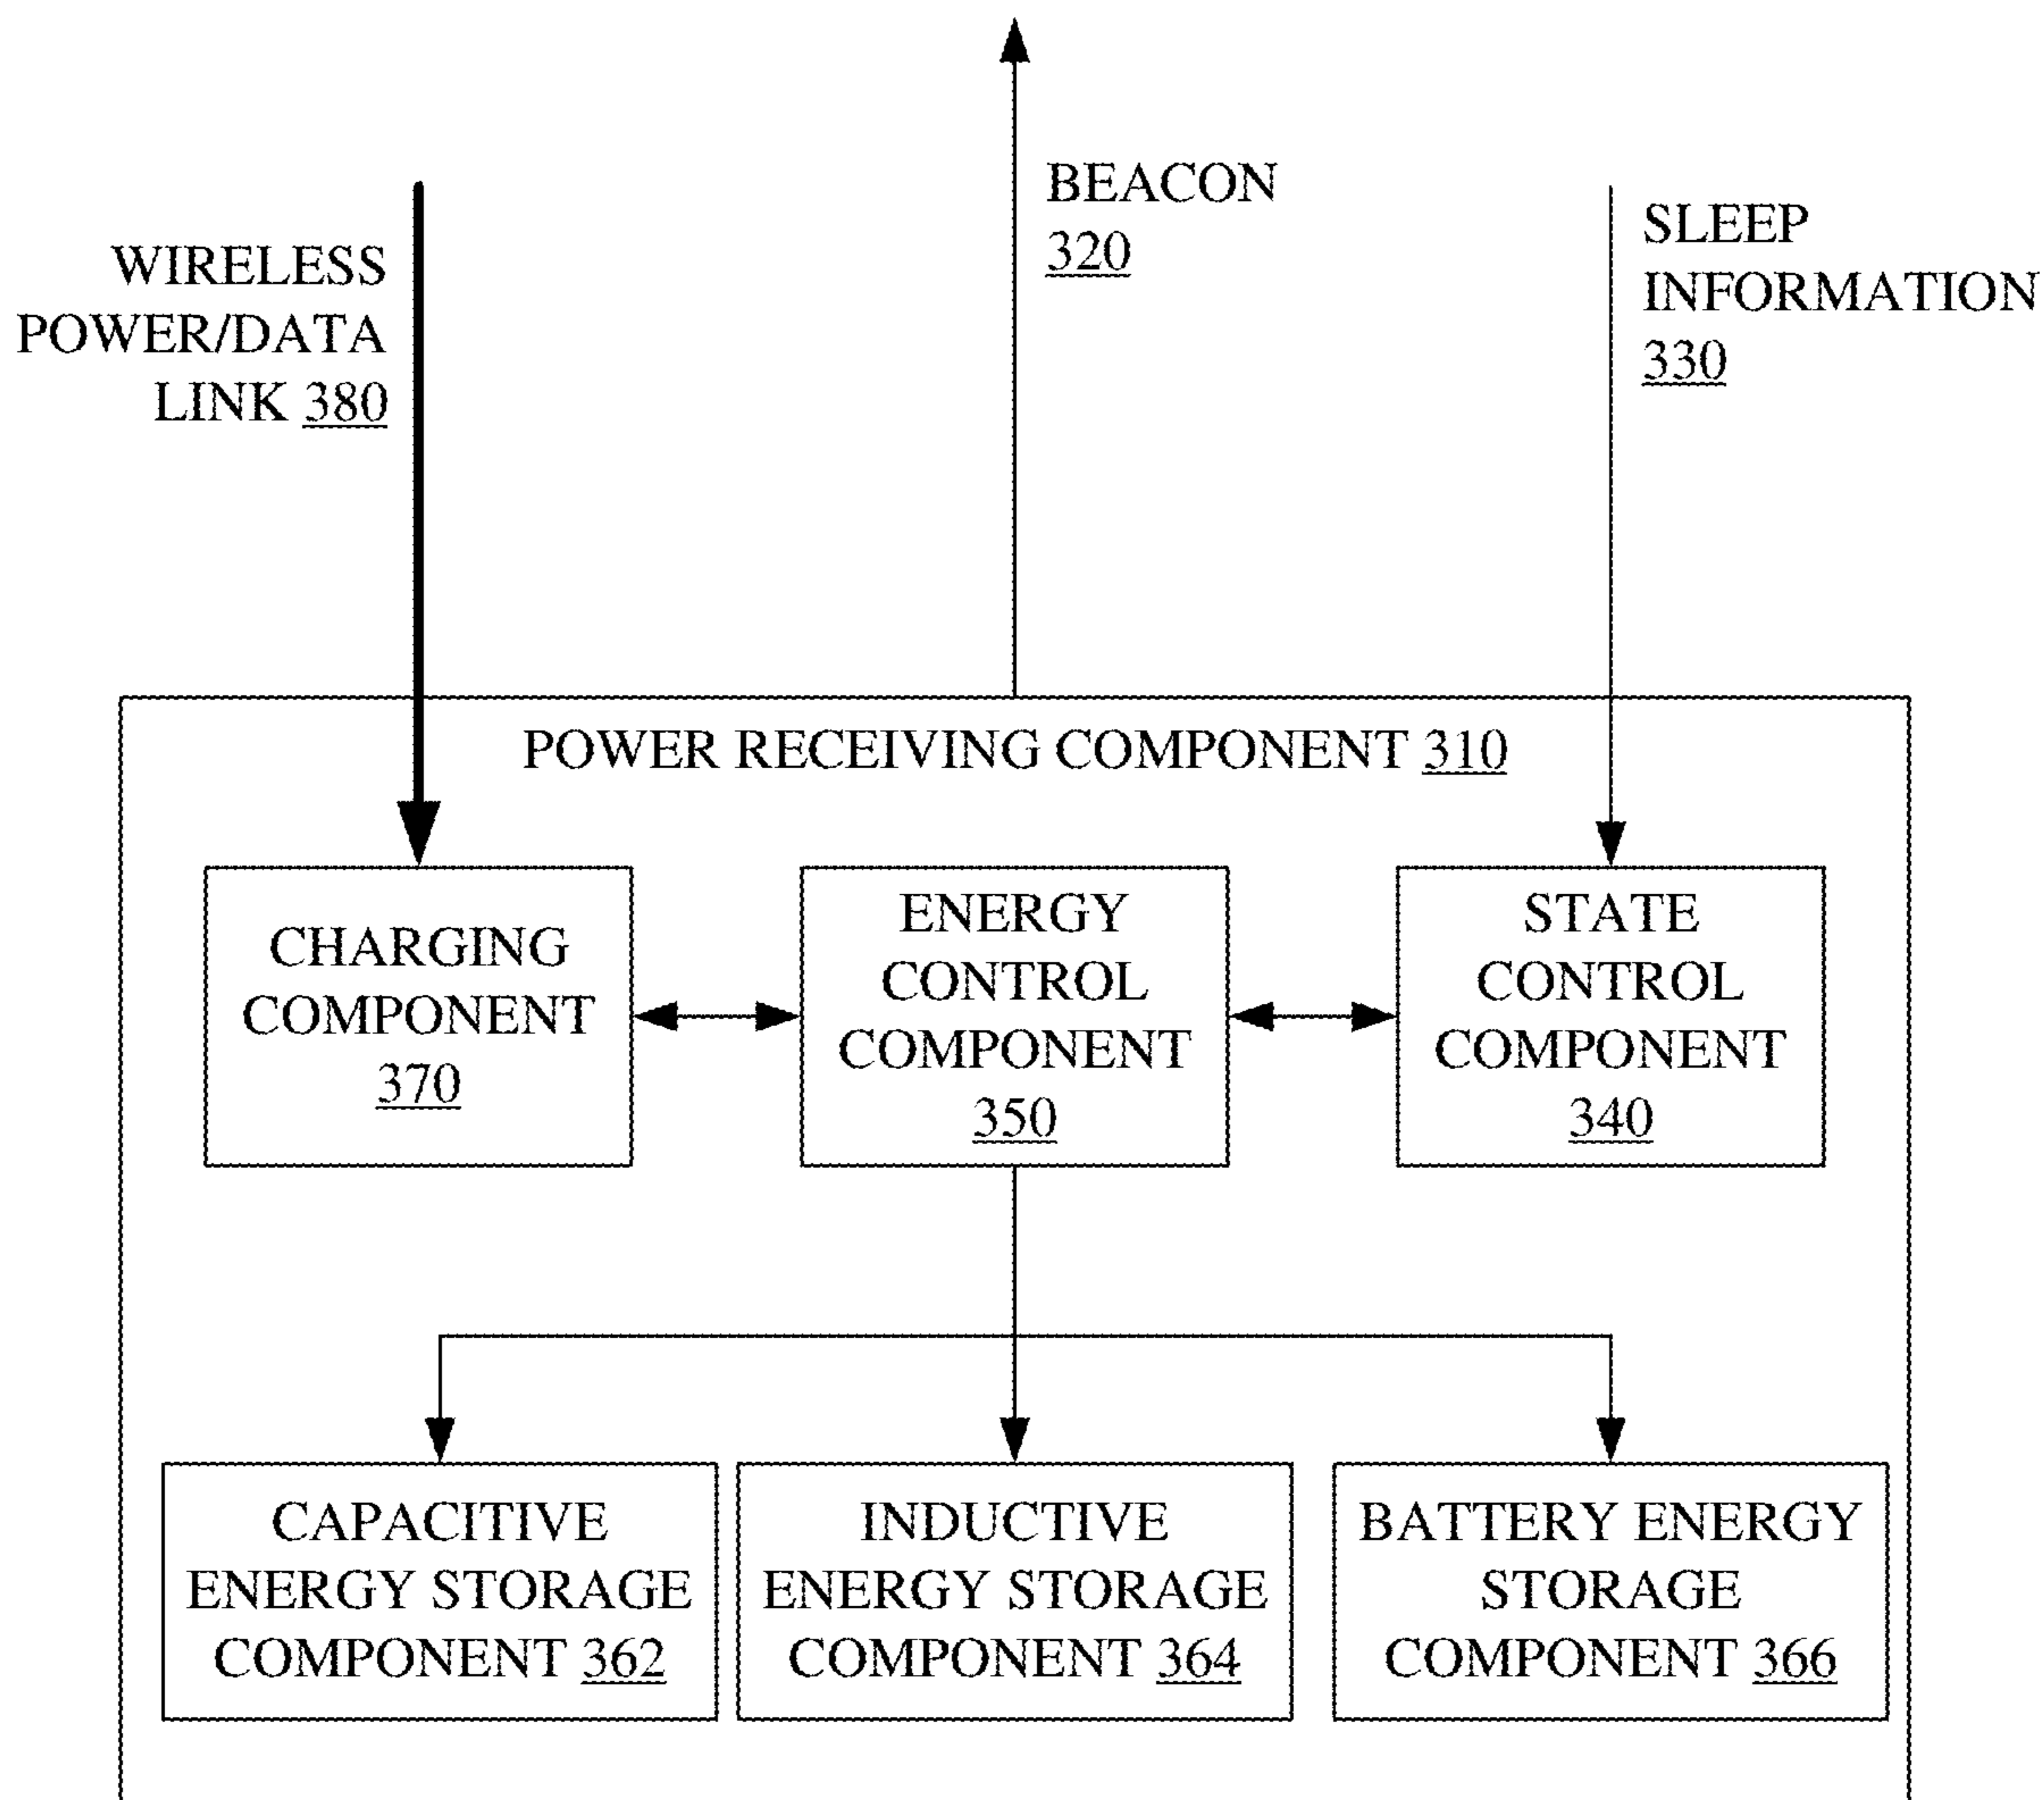 BEACON
320
SLEEP
INFORMATION
330
WIRELESS
POWER/DATA
LINK 380
POWER RECEIVING COMPONENT 310
CHARGING
COMPONENT
370
ENERGY
CONTROL
COMPONENT
350
STATE
CONTROL
COMPONENT
340
CAPACITIVE
ENERGY STORAGE
COMPONENT 362
INDUCTIVE
ENERGY STORAGE
COMPONENT 364
BATTERY ENERGY
STORAGE
COMPONENT 366